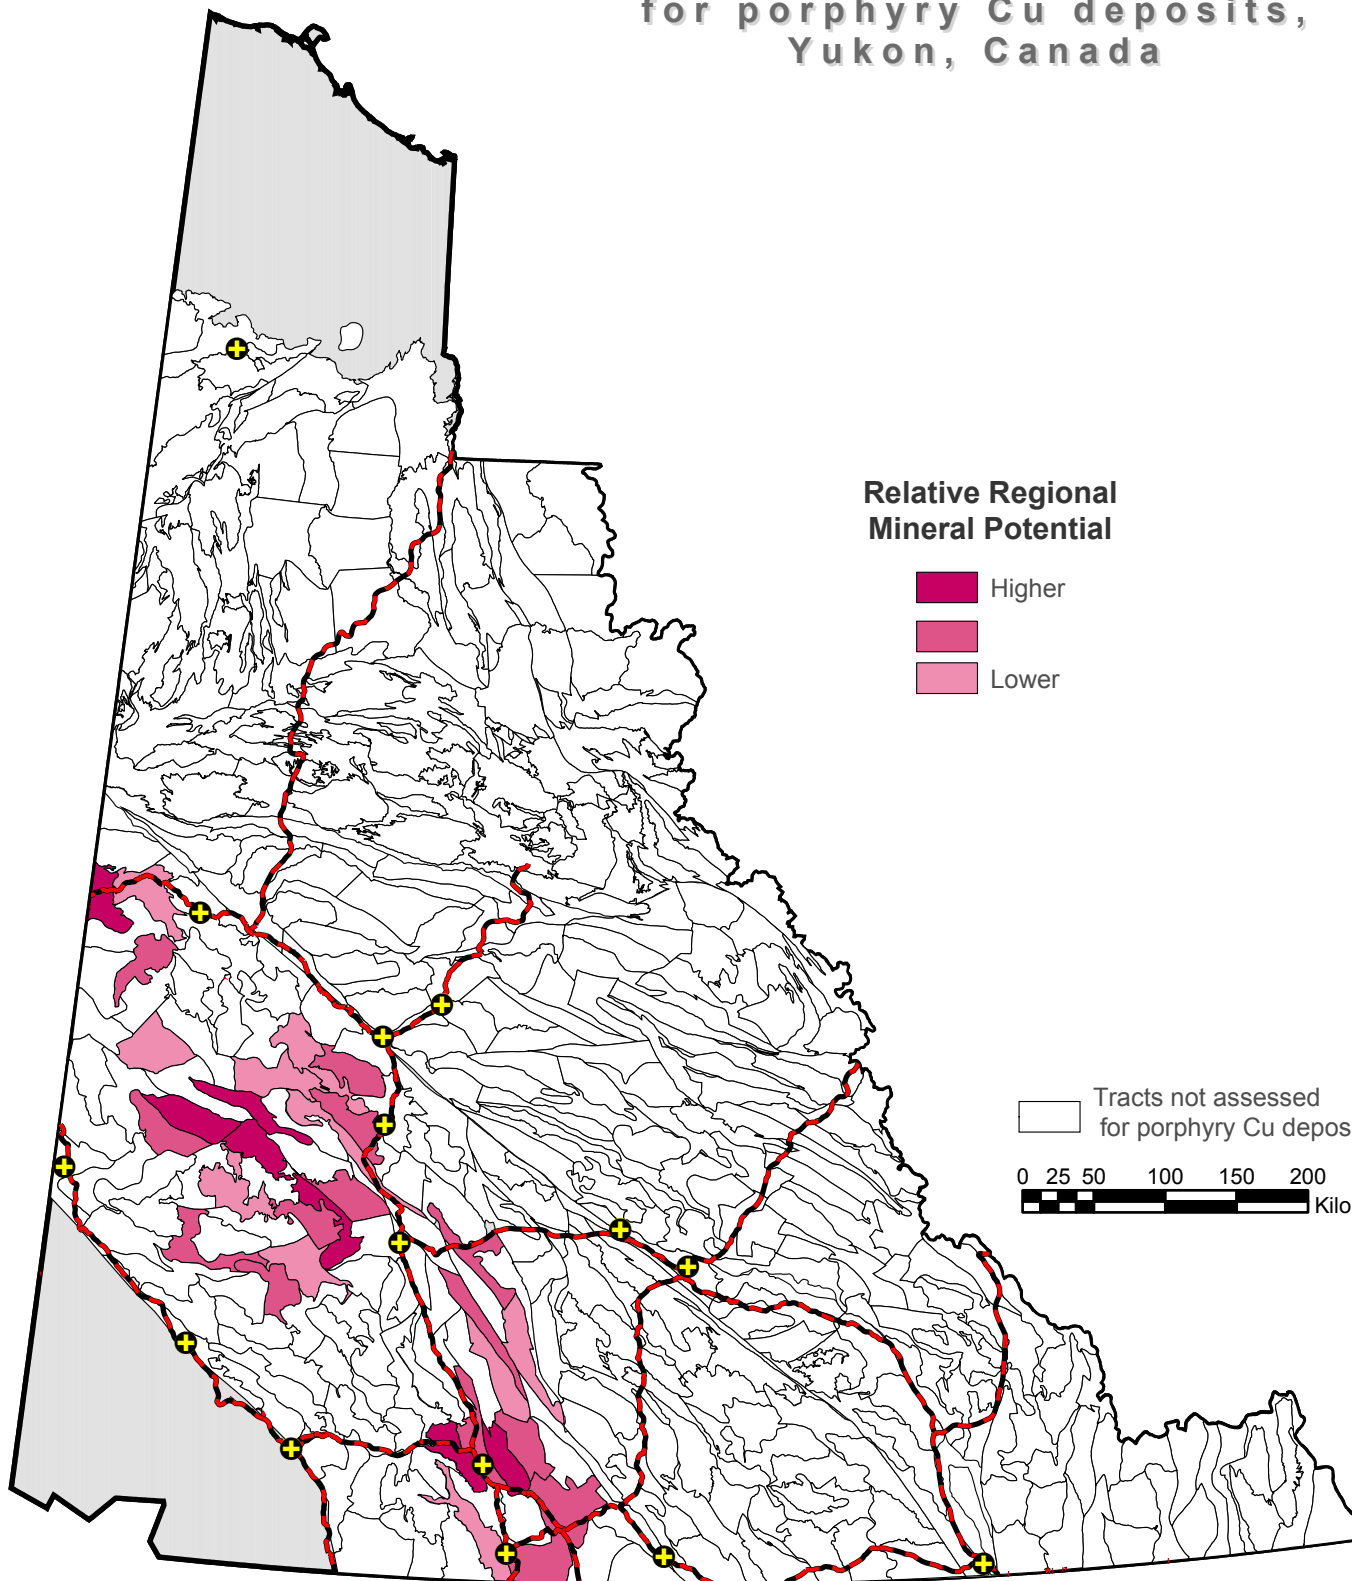 for porphyry Cu deposits,
Yukon, Canada
Relative Regional
Mineral Potential
Higher
Lower
Tracts not assessed
for porphyry Cu depos
0 25 50 100 150 200
Kilo